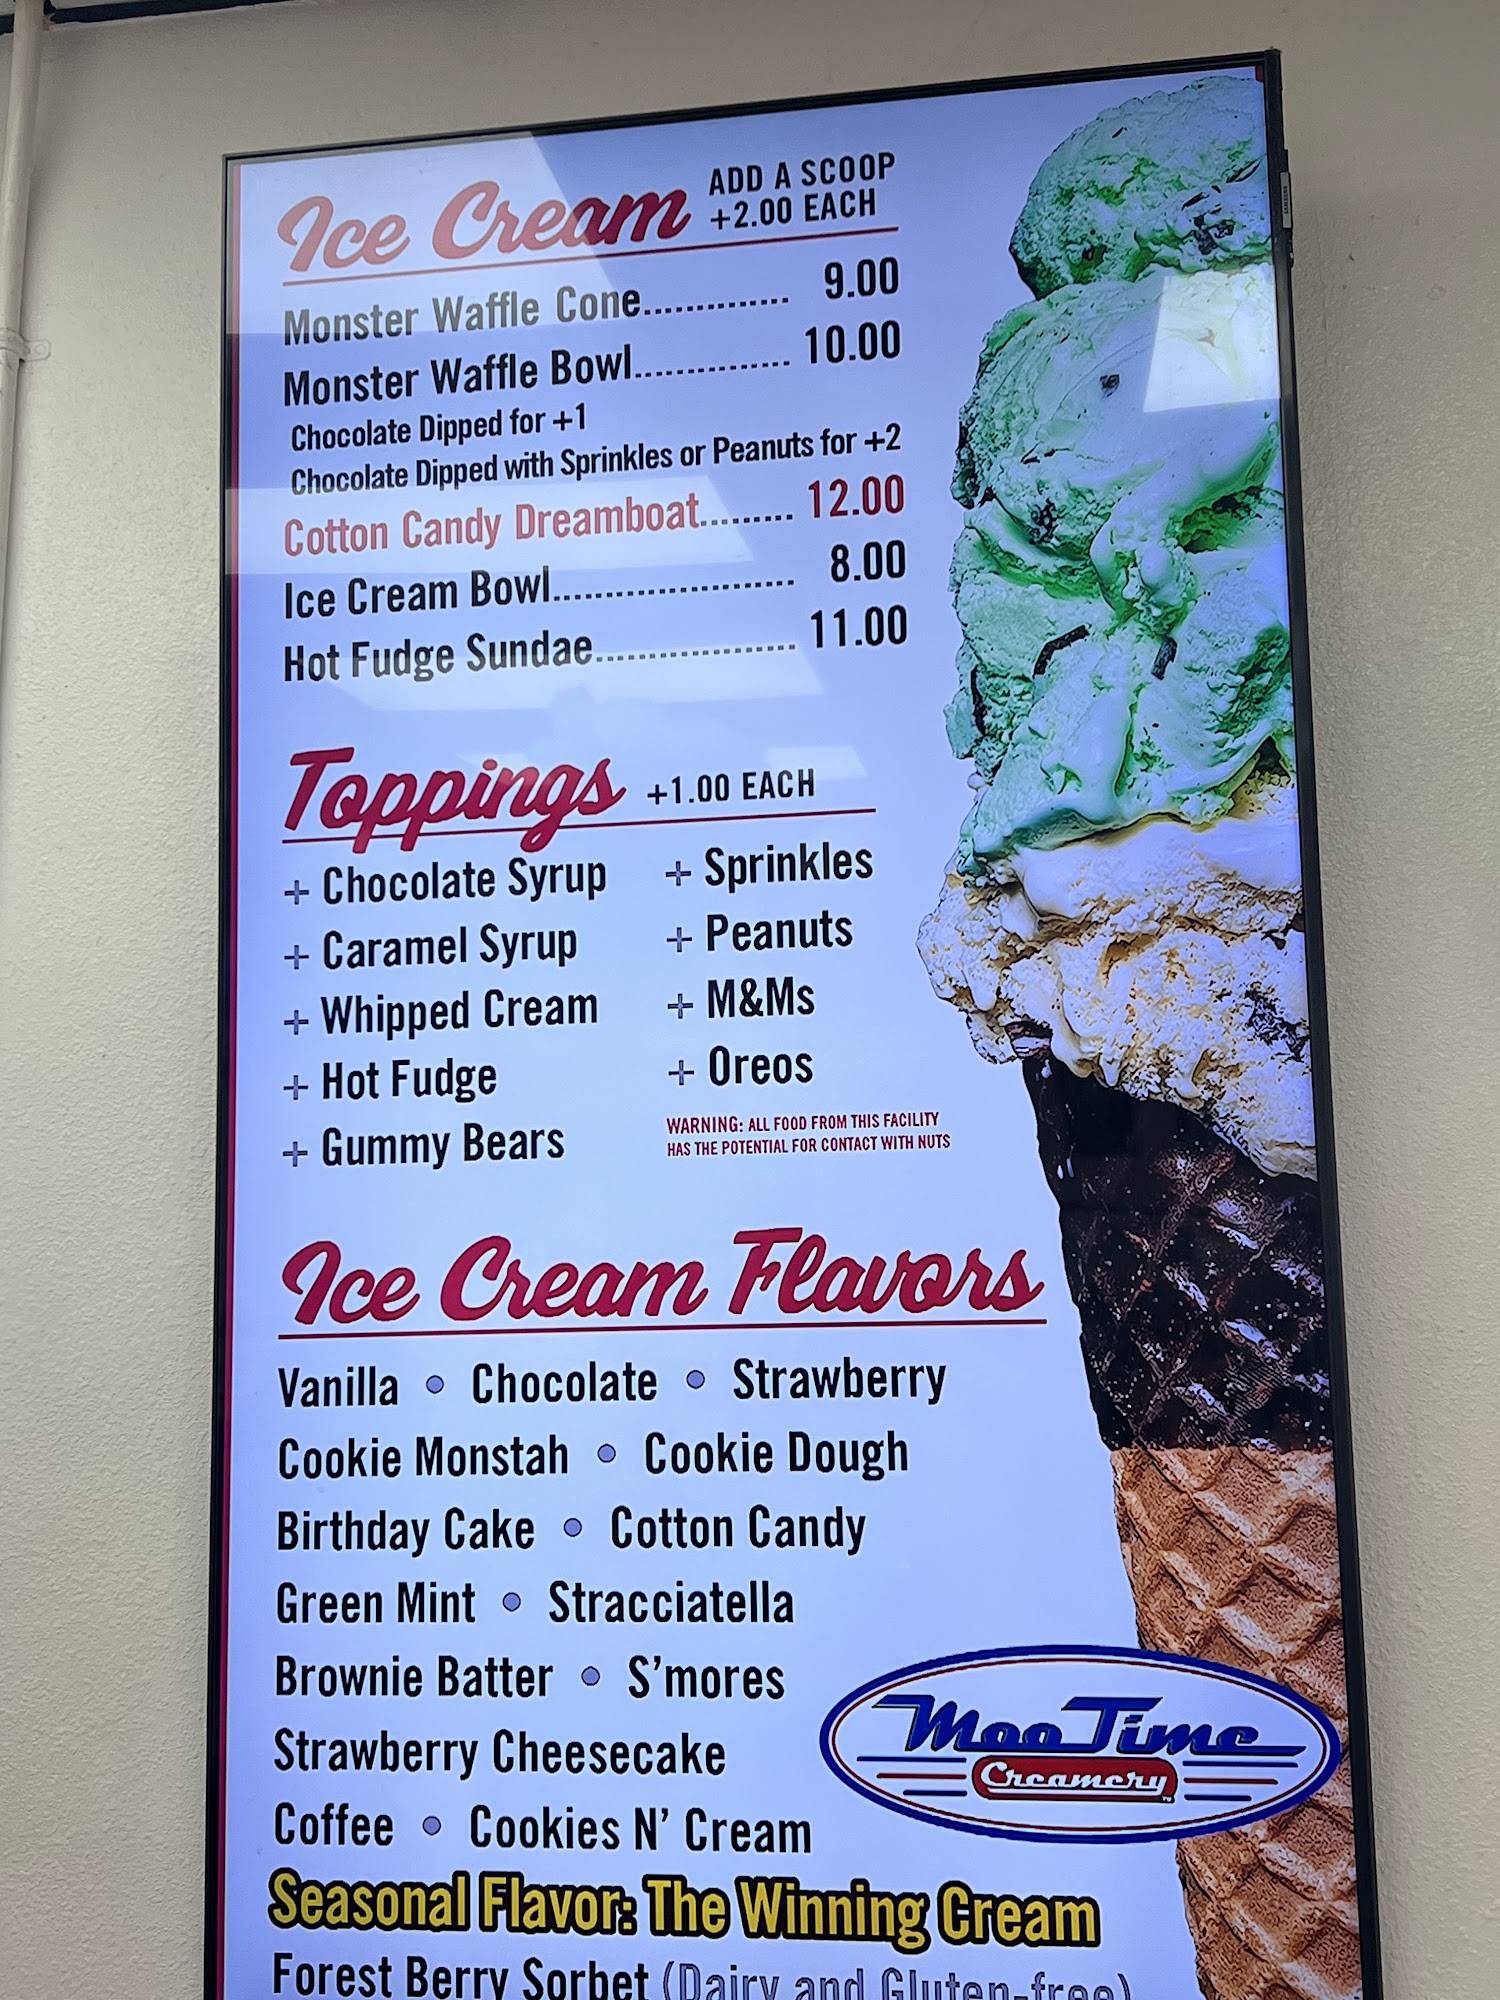 Ice Cream ADD A SCOOP
+2.00 EACH
Monster Waffle Cone.............. 9.00
Monster Waffle Bowl............... 10.00
Chocolate Dipped for +1
Chocolate Dipped with Sprinkles or Peanuts for +2
Cotton Candy Dreamboat......... 12.00
Ice Cream Bowl....................... 8.00
Hot Fudge Sundae................... 11.00
Toppings +1.00 EACH
+ Chocolate Syrup + Sprinkles
+ Caramel Syrup + Peanuts
+ Whipped Cream + M&Ms
+ Hot Fudge + Oreos
+ Gummy Bears
WARNING: ALL FOOD FROM THIS FACILITY
HAS THE POTENTIAL FOR CONTACT WITH NUTS
Ice Cream Flavors
Vanilla • Chocolate • Strawberry
Cookie Monstah • Cookie Dough
Birthday Cake • Cotton Candy
Green Mint • Stracciatella
Brownie Batter • S'mores
Strawberry Cheesecake
Coffee • Cookies N' Cream
MooTime
Creamery
Seasonal Flavor: The Winning Cream
Forest Berry Sorbet (Dairy and Gluten-free)